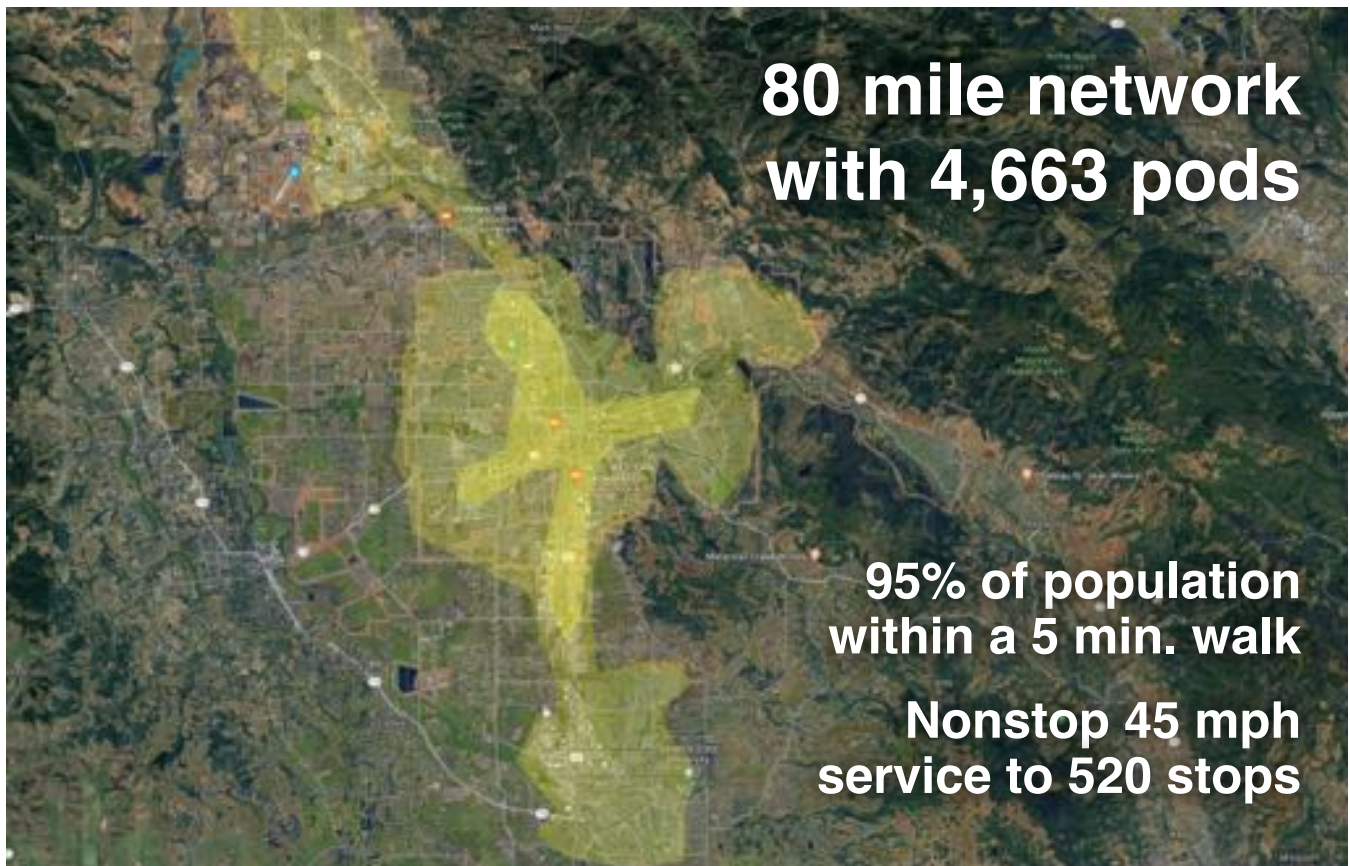 80 mile network
with 4,663 pods
95% of population
within a 5 min. walk
Nonstop 45 mph
service to 520 stops